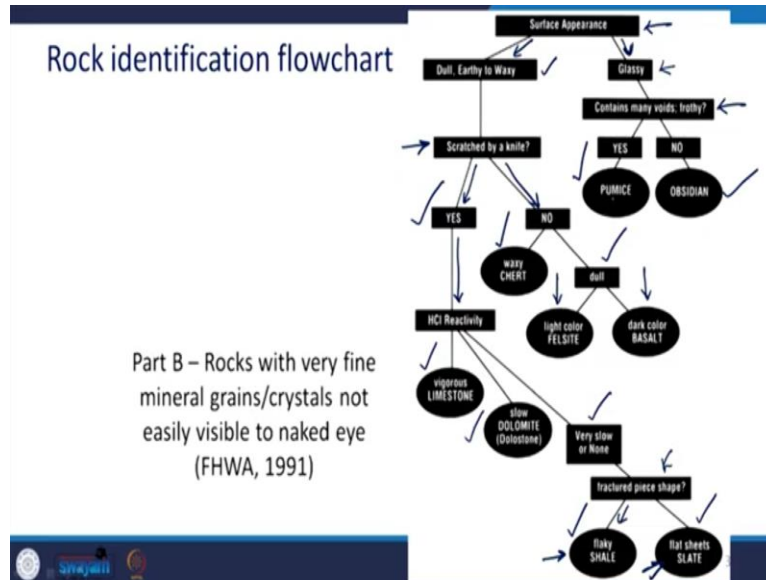 Rock identification flowchart
Surface Appearance
Dull, Earthy to Waxy
Glassy
Contains many voids; frothy?
Scratched by a knife?
YES
NO
PUMICE
OBSIDIAN
YES
NO
waxy
CHERT
dull
HCl Reactivity
light color
FELSITE
dark color
BASALT
vigorous
LIMESTONE
slow
DOLOMITE
(Dolostone)
Very slow
or None
fractured piece shape?
flaky
SHALE
flat sheets
SLATE
Part B – Rocks with very fine
mineral grains/crystals not
easily visible to naked eye
(FHWA, 1991)
swayam